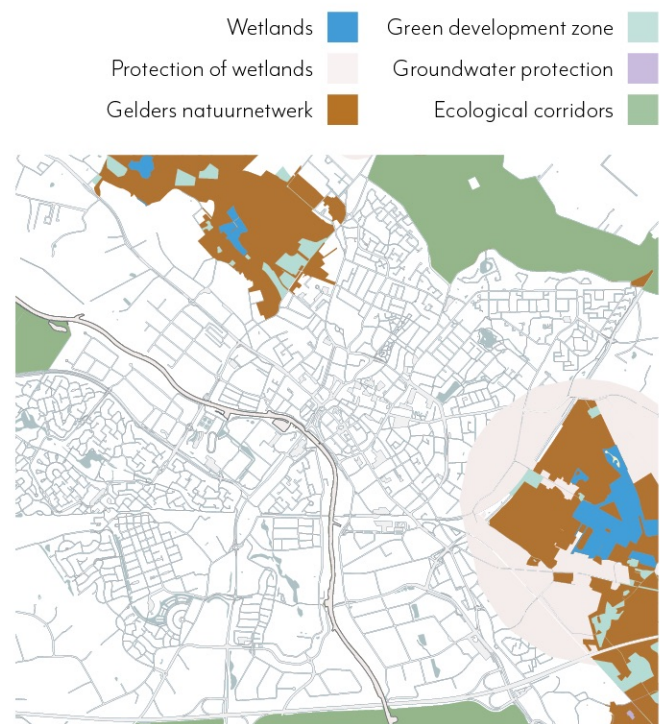 Wetlands
Green development zone
Protection of wetlands
Groundwater protection
Gelders natuurnetwerk
Ecological corridors